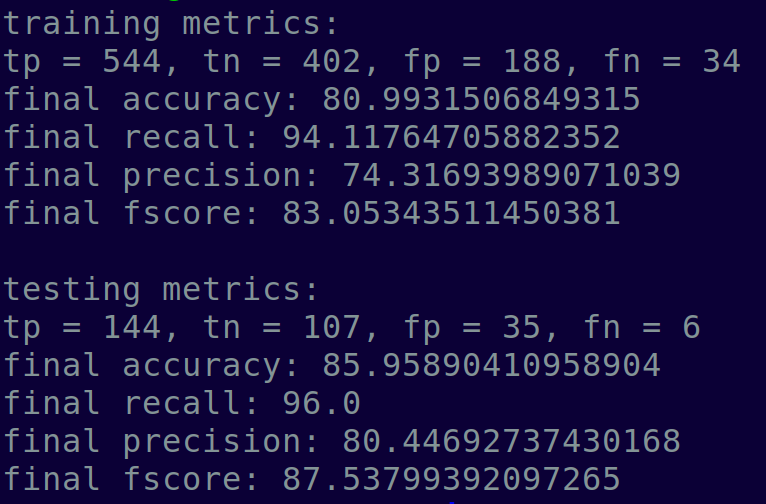 training metrics:
tp = 544, tn = 402, fp = 188, fn = 34
final accuracy: 80.9931506849315
final recall: 94.11764705882352
final precision: 74.31693989071039
final fscore: 83.05343511450381
testing metrics:
tp = 144, tn = 107, fp = 35, fn = 6
final accuracy: 85.95890410958904
final recall: 96.0
final precision: 80.44692737430168
final fscore: 87.53799392097265